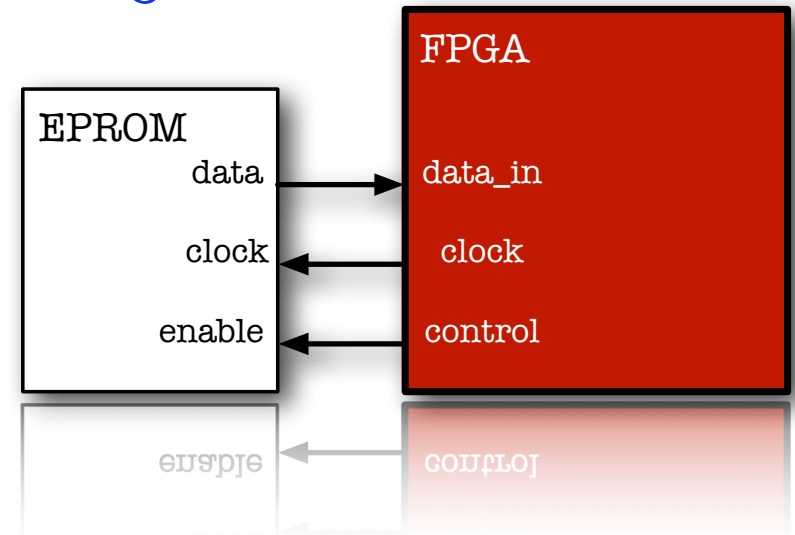 FPGA
EPROM
data
data_in
clock
clock
enable
control
enable
control